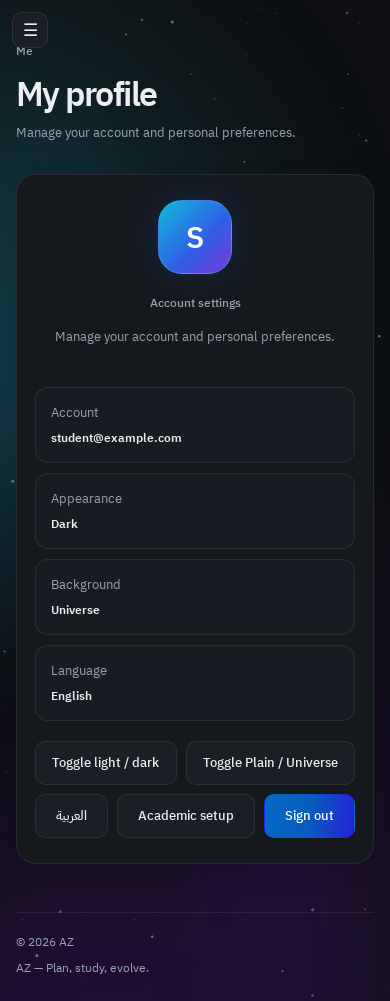 ☰
Me
My profile
Manage your account and personal preferences.
S
Account settings
Manage your account and personal preferences.
Account
student@example.com
Appearance
Dark
Background
Universe
Language
English
Toggle light / dark
Toggle Plain / Universe
العربية
Academic setup
Sign out
© 2026 AZ
AZ — Plan, study, evolve.